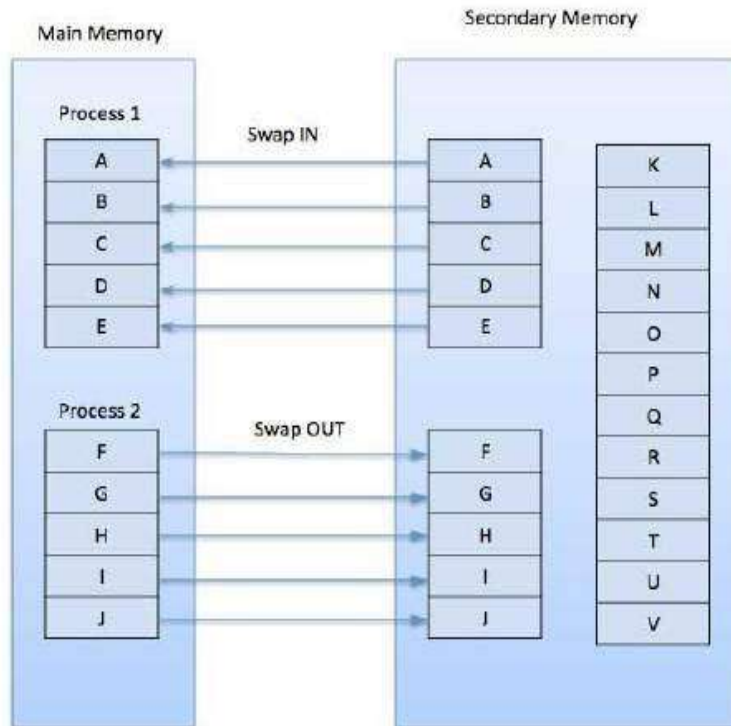 Main Memory
Secondary Memory
Process 1
Swap IN
A
B
C
D
E
Process 2
Swap OUT
F
G
H
I
J
A
B
C
D
E
F
G
H
I
J
K
L
M
N
O
P
Q
R
S
T
U
V